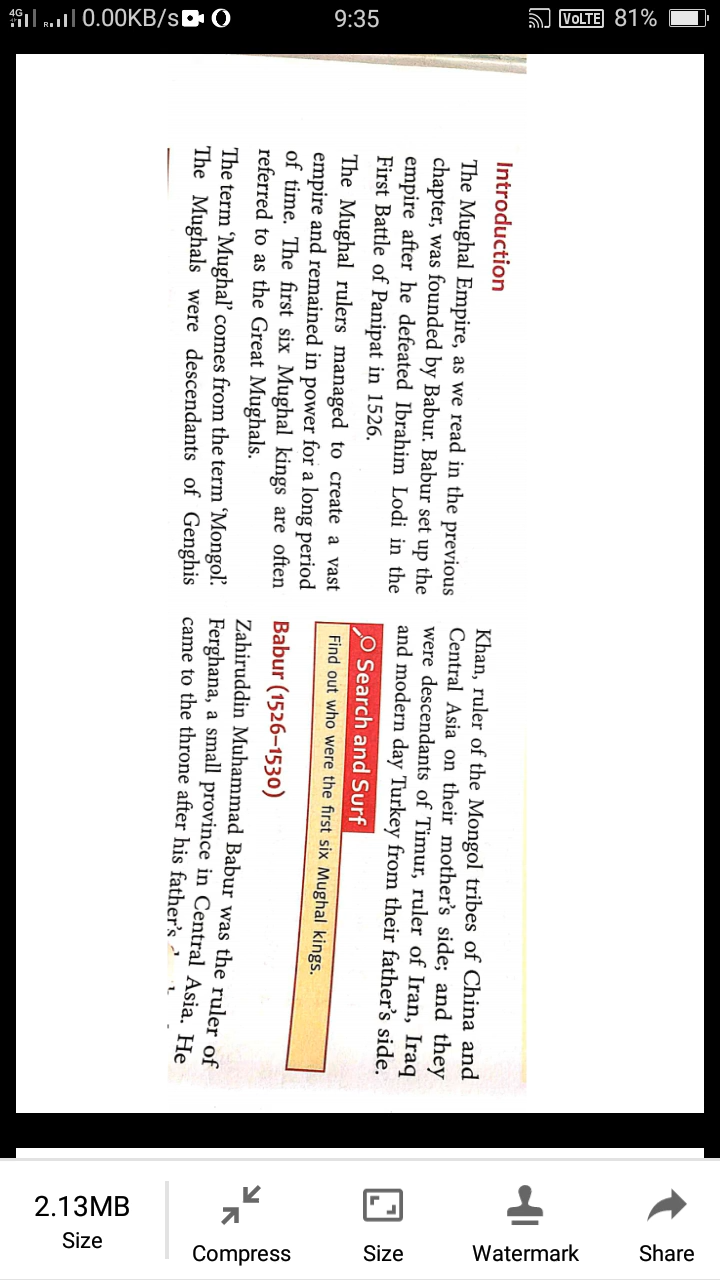 4G R 0.00KB/s 9:35 VoLTE 81%
Introduction
The Mughal Empire, as we read in the previous
chapter, was founded by Babur. Babur set up the
empire after he defeated Ibrahim Lodi in the
First Battle of Panipat in 1526.
The Mughal rulers managed to create a vast
empire and remained in power for a long period
of time. The first six Mughal kings are often
referred to as the Great Mughals.
The term ‘Mughal’ comes from the term ‘Mongol’.
The Mughals were descendants of Genghis
Khan, ruler of the Mongol tribes of China and
Central Asia on their mother’s side; and they
were descendants of Timur, ruler of Iran, Iraq
and modern day Turkey from their father’s side.
Search and Surf
Find out who were the first six Mughal kings.
Babur (1526–1530)
Zahiruddin Muhammad Babur was the ruler of
Ferghana, a small province in Central Asia. He
came to the throne after his father’s
2.13MB
Size
Compress
Size
Watermark
Share